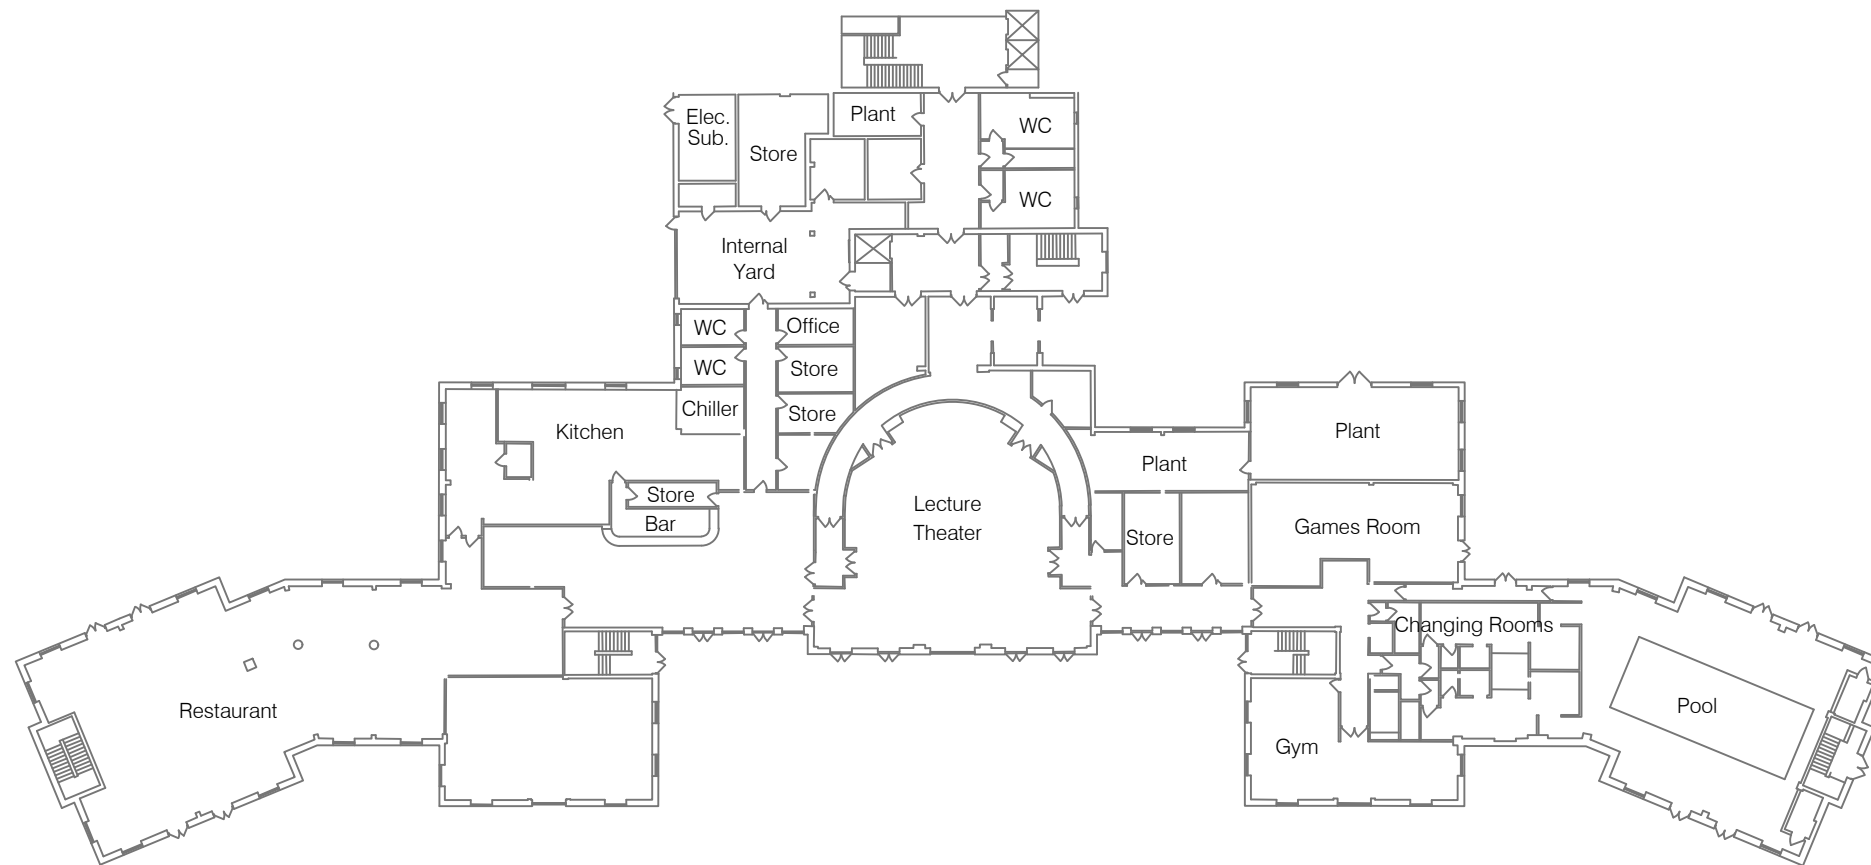 Elec.
Sub.
Store
Plant
WC
WC
Internal
Yard
WC
Office
WC
Store
Chiller
Store
Kitchen
Store
Bar
Lecture
Theater
Plant
Plant
Store
Games Room
Changing Rooms
Restaurant
Gym
Pool